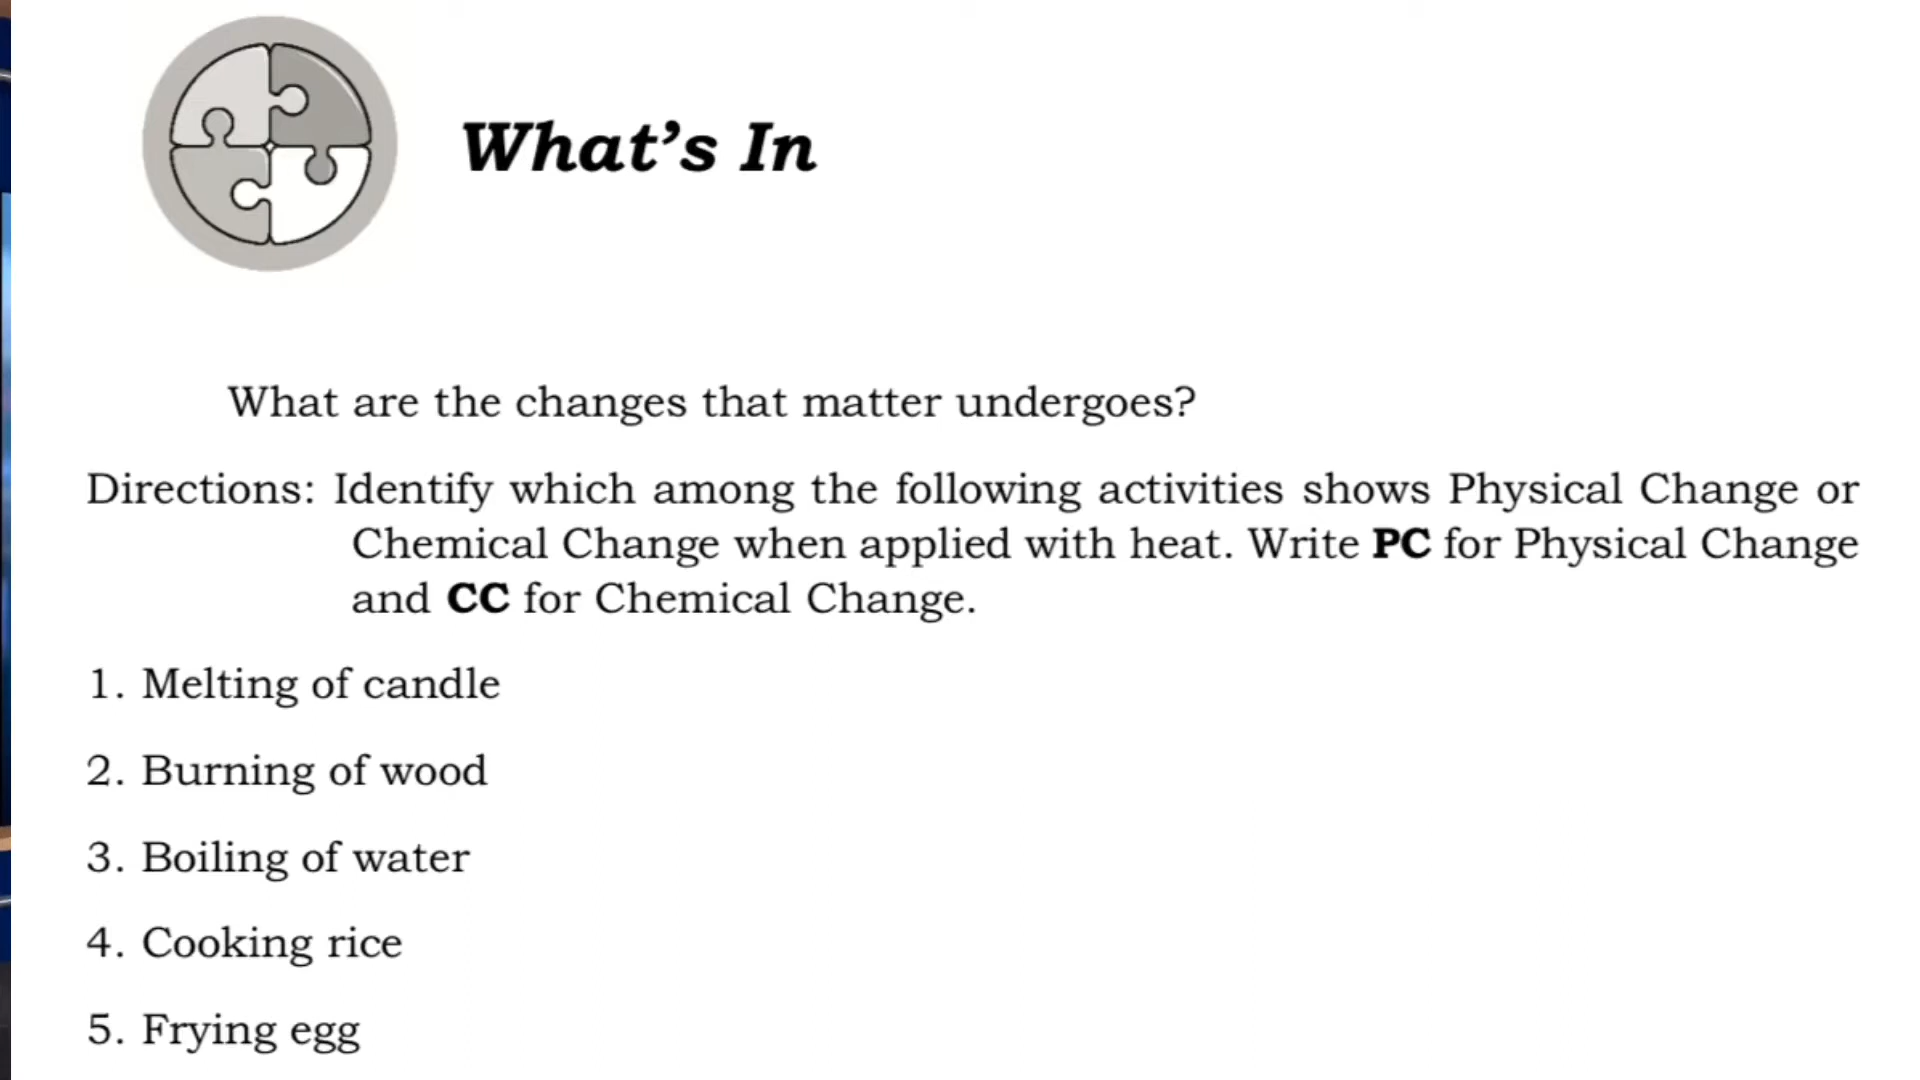 What's In
What are the changes that matter undergoes?
Directions: Identify which among the following activities shows Physical Change or
Chemical Change when applied with heat. Write PC for Physical Change
and CC for Chemical Change.
1. Melting of candle
2. Burning of wood
3. Boiling of water
4. Cooking rice
5. Frying egg